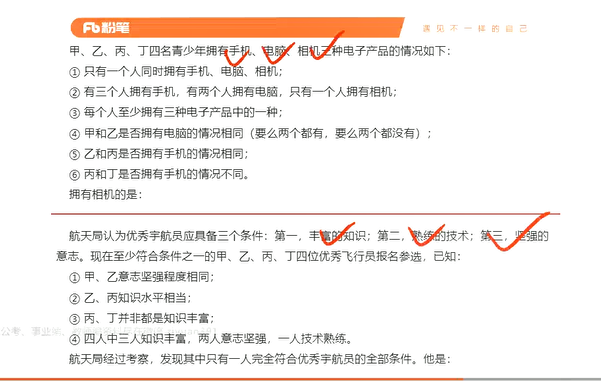 粉笔
遇见不一样的自己
甲、乙、丙、丁四名青少年拥有手机、电脑、相机三种电子产品的情况如下：
① 只有一个人同时拥有手机、电脑、相机；
② 有三个人拥有手机，有两个人拥有电脑，只有一个人拥有相机；
③ 每个人至少拥有三种电子产品中的一种；
④ 甲和乙是否拥有电脑的情况相同（要么两个都有，要么两个都没有）；
⑤ 乙和丙是否拥有手机的情况相同；
⑥ 丙和丁是否拥有手机的情况不同。
拥有相机的是：
航天局认为优秀宇航员应具备三个条件：第一，丰富的知识；第二，熟练的技术；第三，坚强的
意志。现在至少符合条件之一的甲、乙、丙、丁四位优秀飞行员报名参选，已知：
① 甲、乙意志坚强程度相同；
② 乙、丙知识水平相当；
③ 丙、丁并非都是知识丰富；
④ 四人中三人知识丰富，两人意志坚强，一人技术熟练。
航天局经过考察，发现其中只有一人完全符合优秀宇航员的全部条件。他是：